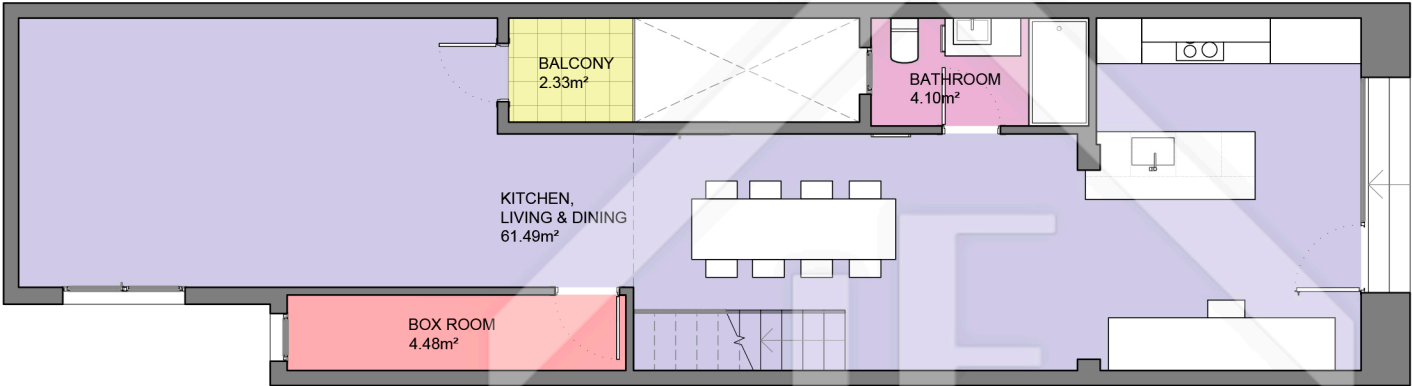 BALCONY
2.33m²
BATHROOM
4.10m²
KITCHEN,
LIVING & DINING
61.49m²
BOX ROOM
4.48m²